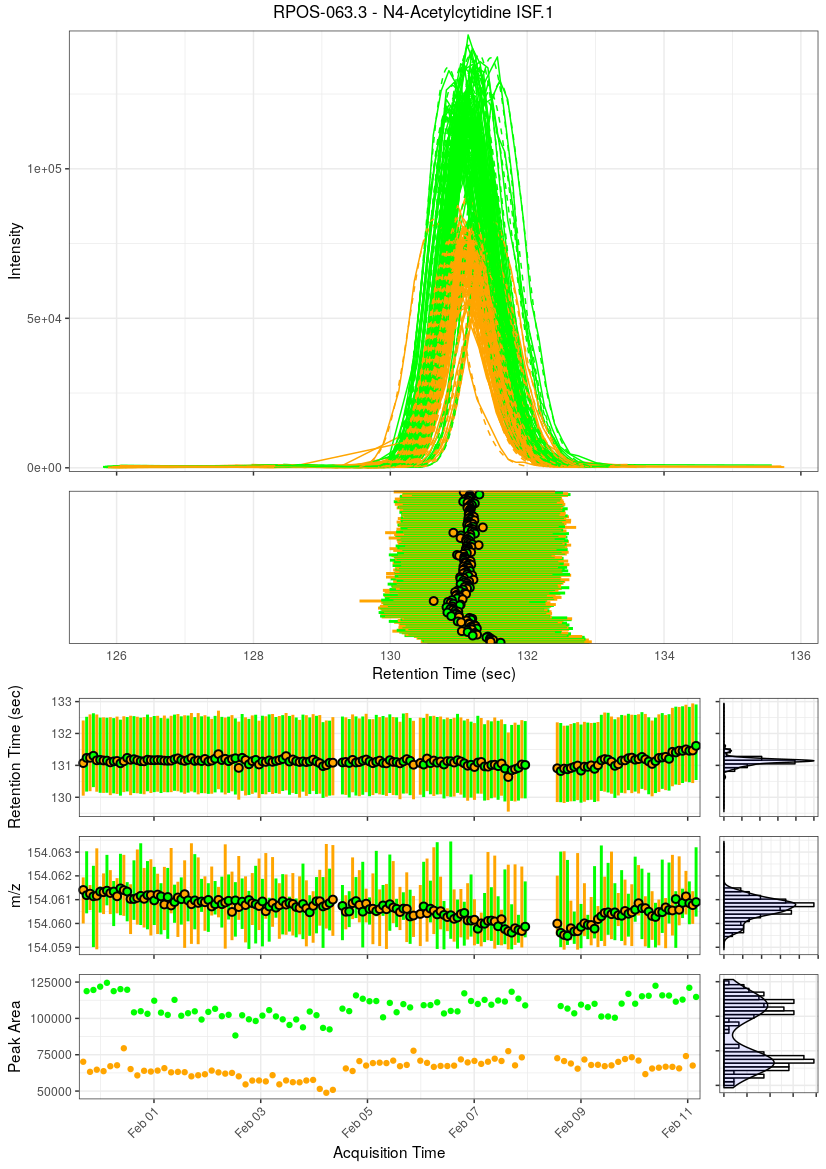 RPOS-063.3 - N4-Acetylcytidine ISF.1
Intensity
1e+05
5e+04
0e+00
126
128
130
132
134
136
Retention Time (sec)
Retention Time (sec)
133
132
131
130
m/z
154.063
154.062
154.061
154.060
154.059
Peak Area
125000
100000
75000
50000
Feb 01
Feb 03
Feb 05
Feb 07
Feb 09
Feb 11
Acquisition Time